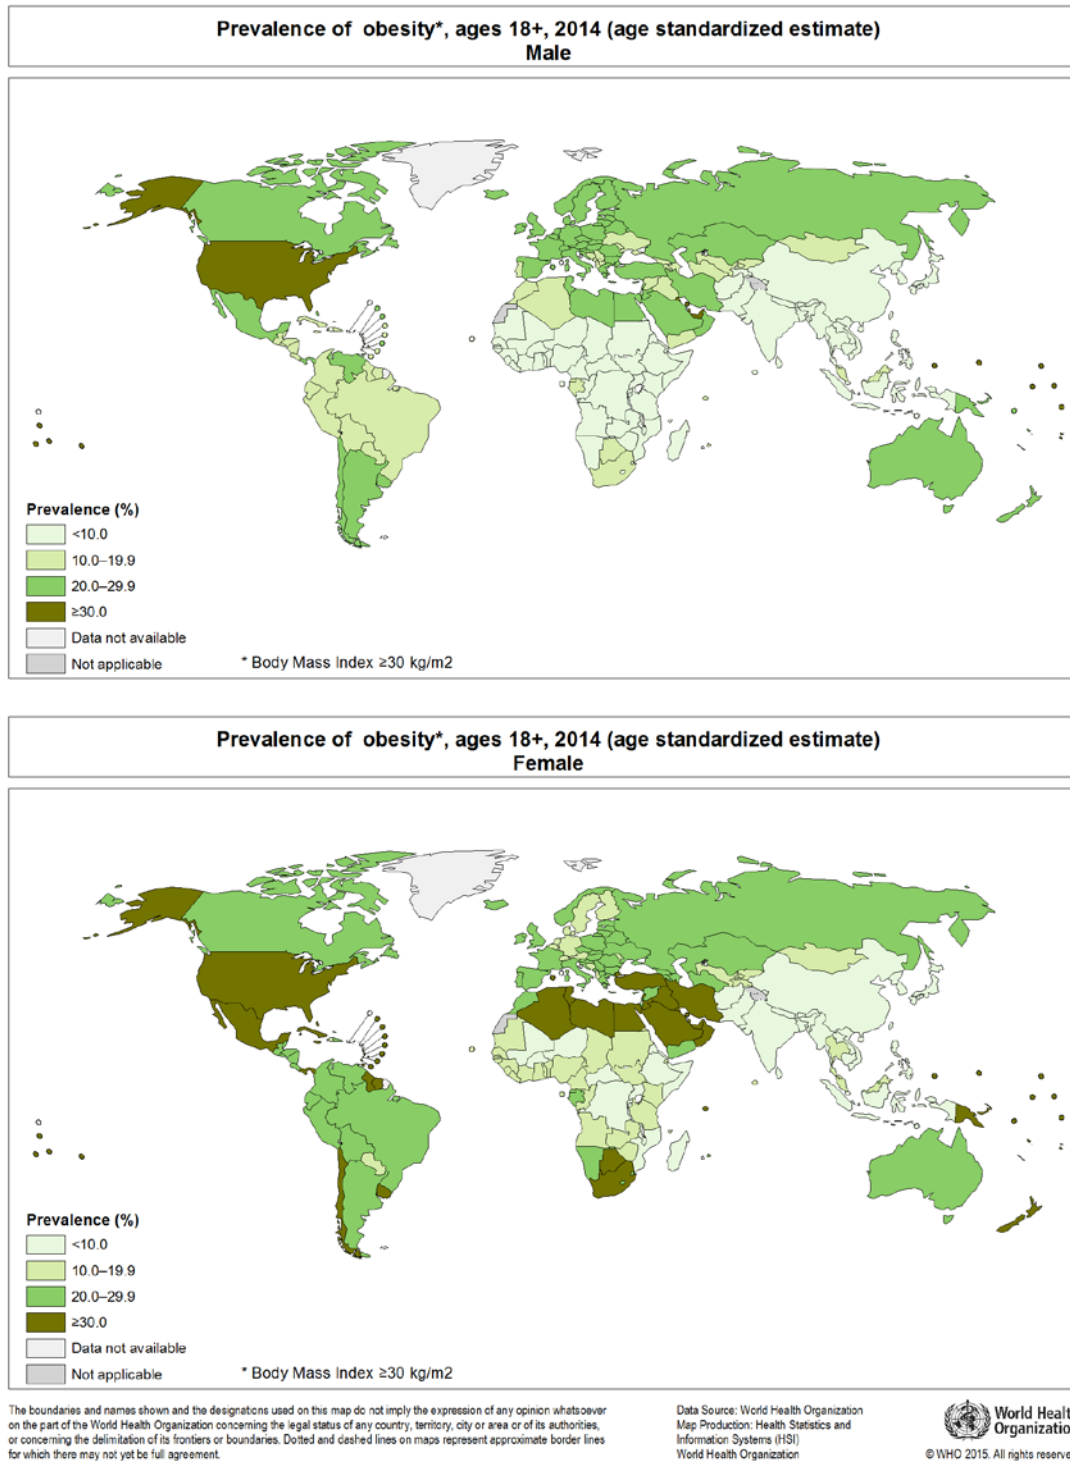 Prevalence of obesity*, ages 18+, 2014 (age standardized estimate)
Male
Prevalence (%)
<10.0
10.0–19.9
20.0–29.9
≥30.0
Data not available
Not applicable
* Body Mass Index ≥30 kg/m2
Prevalence of obesity*, ages 18+, 2014 (age standardized estimate)
Female
Prevalence (%)
<10.0
10.0–19.9
20.0–29.9
≥30.0
Data not available
Not applicable
* Body Mass Index ≥30 kg/m2
The boundaries and names shown and the designations used on this map do not imply the expression of any opinion whatsoever
on the part of the World Health Organization concerning the legal status of any country, territory, city or area or of its authorities,
or concerning the delimitation of its frontiers or boundaries. Dotted and dashed lines on maps represent approximate border lines
for which there may not yet be full agreement.
Data Source: World Health Organization
Map Production: Health Statistics and
Information Systems (HSI)
World Health Organization
World Healt
Organizatio
© WHO 2015. All rights reserve